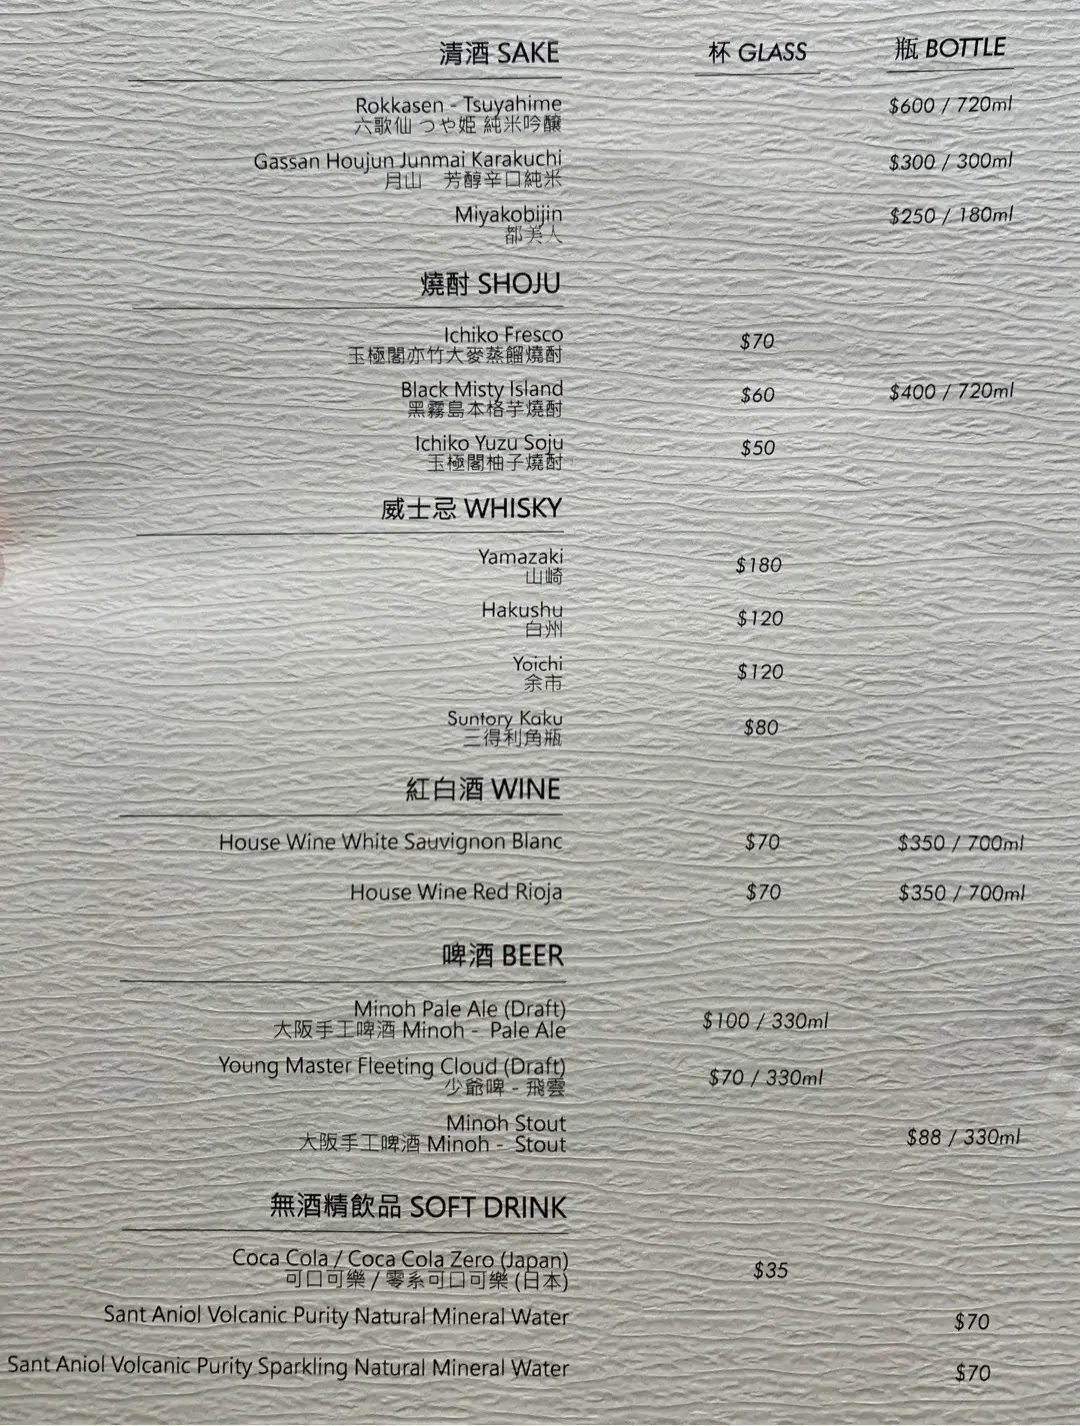 清酒 SAKE 杯 GLASS 瓶 BOTTLE
Rokkasen - Tsuyahime $600 / 720ml
六歌仙 つや姫 純米吟醸
Gassan Houjun Junmai Karakuchi $300 / 300ml
月山 芳醇辛口純米
Miyakobijin $250 / 180ml
都美人
燒酎 SHOJU
Ichiko Fresco $70
玉極閣亦竹大麥蒸餾燒酎
Black Misty Island $60 $400 / 720ml
黑霧島本格芋燒酎
Ichiko Yuzu Soju $50
玉極閣柚子燒酎
威士忌 WHISKY
Yamazaki $180
山崎
Hakushu $120
白州
Yoichi $120
余市
Suntory Kaku $80
三得利角瓶
紅白酒 WINE
House Wine White Sauvignon Blanc $70 $350 / 700ml
House Wine Red Rioja $70 $350 / 700ml
啤酒 BEER
Minoh Pale Ale (Draft) $100 / 330ml
大阪手工啤酒 Minoh - Pale Ale
Young Master Fleeting Cloud (Draft) $70 / 330ml
少爺啤 - 飛雲
Minoh Stout $88 / 330ml
大阪手工啤酒 Minoh - Stout
無酒精飲品 SOFT DRINK
Coca Cola / Coca Cola Zero (Japan) $35
可口可樂 / 零系可口可樂 (日本)
Sant Aniol Volcanic Purity Natural Mineral Water $70
Sant Aniol Volcanic Purity Sparkling Natural Mineral Water $70